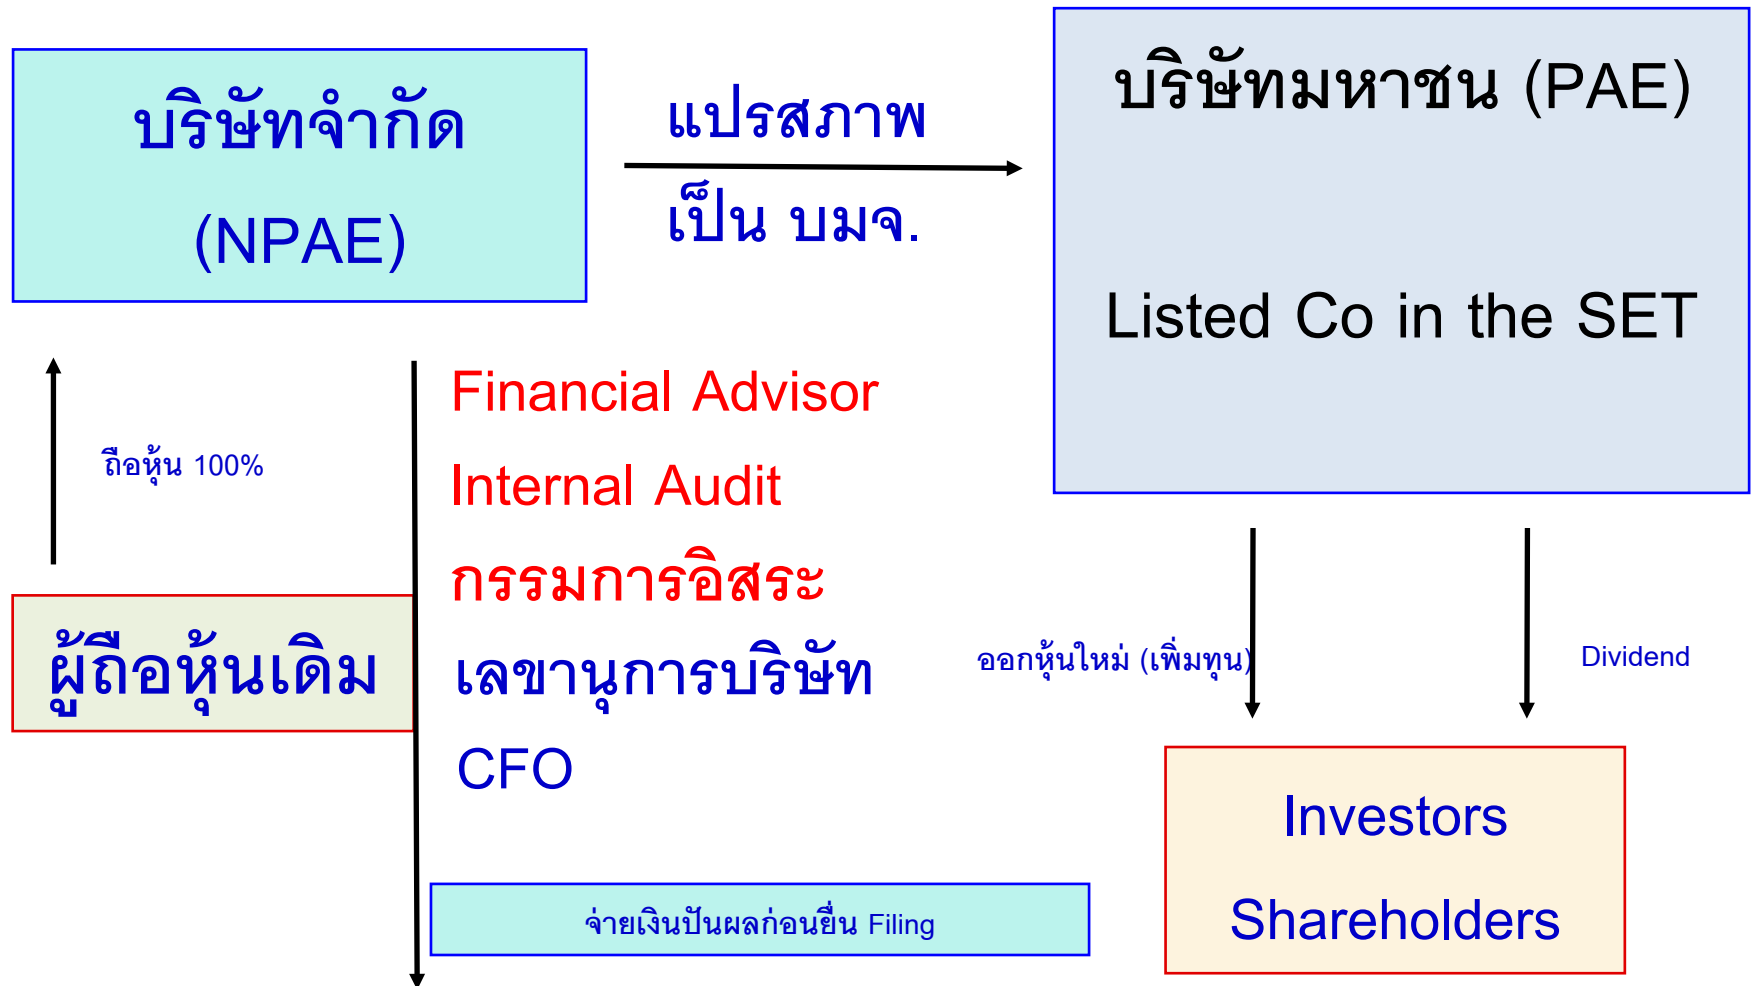 บริษัทจำกัด
(NPAE)
แปรสภาพ
เป็น บมจ.
บริษัทมหาชน (PAE)
Listed Co in the SET
ถือหุ้น 100%
ผู้ถือหุ้นเดิม
Financial Advisor
Internal Audit
กรรมการอิสระ
เลขานุการบริษัท
CFO
จ่ายเงินปันผลก่อนยื่น Filing
ออกหุ้นใหม่ (เพิ่มทุน)
Dividend
Investors
Shareholders